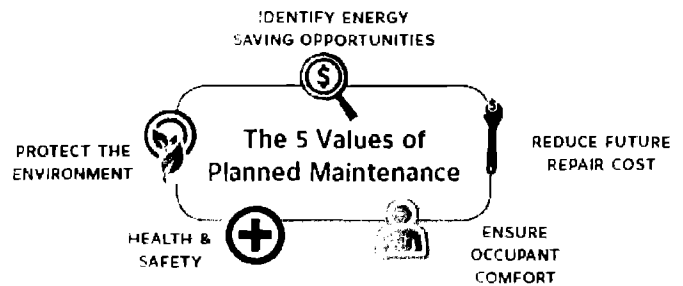 IDENTIFY ENERGY
SAVING OPPORTUNITIES
The 5 Values of
Planned Maintenance
PROTECT THE
ENVIRONMENT
REDUCE FUTURE
REPAIR COST
HEALTH &
SAFETY
ENSURE
OCCUPANT
COMFORT